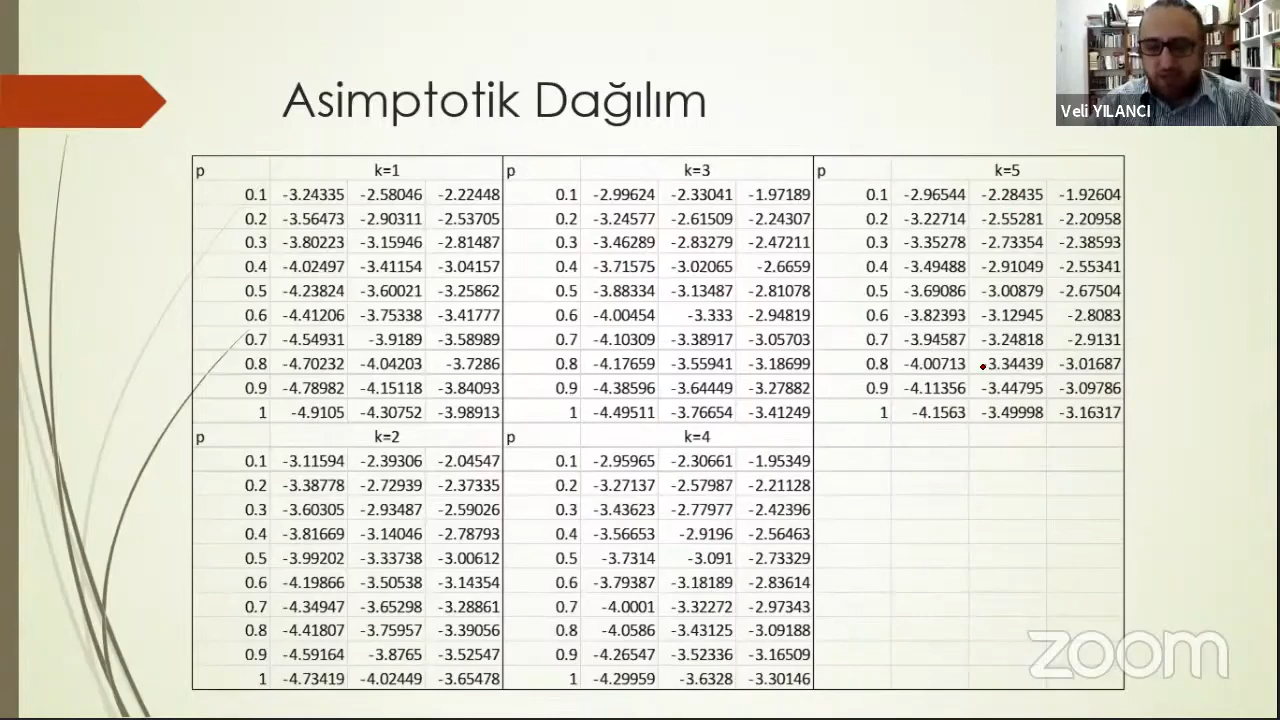 Asimptotik Dağılım
Veli YILANCI
p k=1 p k=3 p k=5
0.1 -3.24335 -2.58046 -2.22448 0.1 -2.99624 -2.33041 -1.97189 0.1 -2.96544 -2.28435 -1.92604
0.2 -3.56473 -2.90311 -2.53705 0.2 -3.24577 -2.61509 -2.24307 0.2 -3.22714 -2.55281 -2.20958
0.3 -3.80223 -3.15946 -2.81487 0.3 -3.46289 -2.83279 -2.47211 0.3 -3.35278 -2.73354 -2.38593
0.4 -4.02497 -3.41154 -3.04157 0.4 -3.71575 -3.02065 -2.6659 0.4 -3.49488 -2.91049 -2.55341
0.5 -4.23824 -3.60021 -3.25862 0.5 -3.88334 -3.13487 -2.81078 0.5 -3.69086 -3.00879 -2.67504
0.6 -4.41206 -3.75338 -3.41777 0.6 -4.00454 -3.333 -2.94819 0.6 -3.82393 -3.12945 -2.8083
0.7 -4.54931 -3.9189 -3.58989 0.7 -4.10309 -3.38917 -3.05703 0.7 -3.94587 -3.24818 -2.9131
0.8 -4.70232 -4.04203 -3.7286 0.8 -4.17659 -3.55941 -3.18699 0.8 -4.00713 -3.34439 -3.01687
0.9 -4.78982 -4.15118 -3.84093 0.9 -4.38596 -3.64449 -3.27882 0.9 -4.11356 -3.44795 -3.09786
1 -4.9105 -4.30752 -3.98913 1 -4.49511 -3.76654 -3.41249 1 -4.1563 -3.49998 -3.16317
p k=2 p k=4
0.1 -3.11594 -2.39306 -2.04547 0.1 -2.95965 -2.30661 -1.95349
0.2 -3.38778 -2.72939 -2.37335 0.2 -3.27137 -2.57987 -2.21128
0.3 -3.60305 -2.93487 -2.59026 0.3 -3.43623 -2.77977 -2.42396
0.4 -3.81669 -3.14046 -2.78793 0.4 -3.56653 -2.9196 -2.56463
0.5 -3.99202 -3.33738 -3.00612 0.5 -3.7314 -3.091 -2.73329
0.6 -4.19866 -3.50538 -3.14354 0.6 -3.79387 -3.18189 -2.83614
0.7 -4.34947 -3.65298 -3.28861 0.7 -4.0001 -3.32272 -2.97343
0.8 -4.41807 -3.75957 -3.39056 0.8 -4.0586 -3.43125 -3.09188
0.9 -4.59164 -3.8765 -3.52547 0.9 -4.26547 -3.52336 -3.16509
1 -4.73419 -4.02449 -3.65478 1 -4.29959 -3.6328 -3.30146
zoom